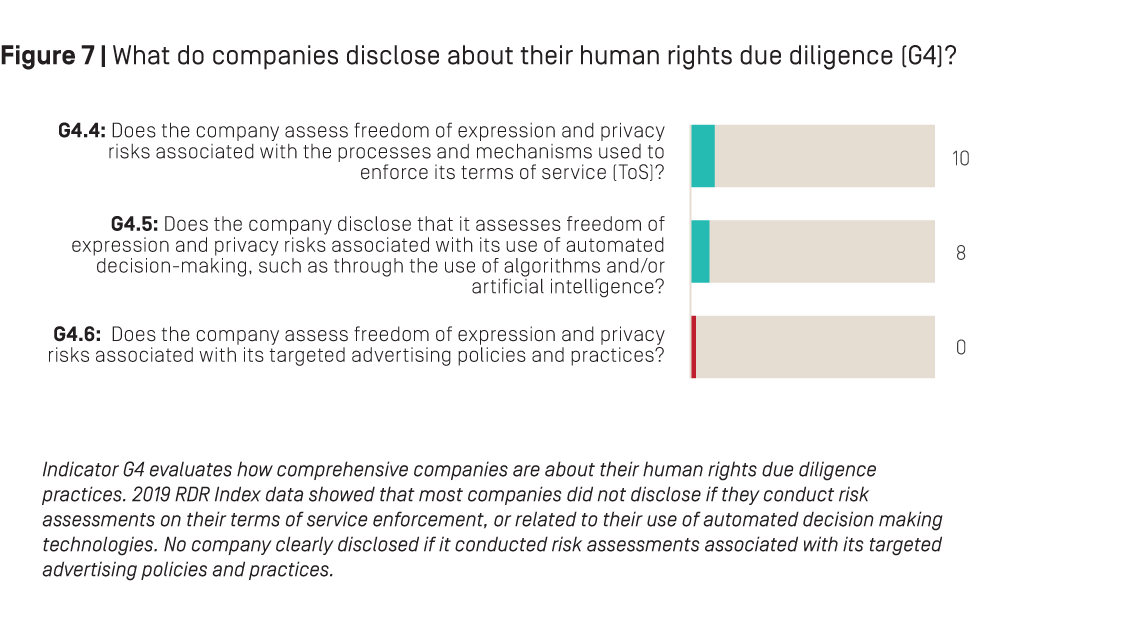 Figure 7 | What do companies disclose about their human rights due diligence (G4)?
G4.4: Does the company assess freedom of expression and privacy
risks associated with the processes and mechanisms used to
enforce its terms of service (ToS)?
10
G4.5: Does the company disclose that it assesses freedom of
expression and privacy risks associated with its use of automated
decision-making, such as through the use of algorithms and/or
artificial intelligence?
8
G4.6: Does the company assess freedom of expression and privacy
risks associated with its targeted advertising policies and practices?
0
Indicator G4 evaluates how comprehensive companies are about their human rights due diligence
practices. 2019 RDR Index data showed that most companies did not disclose if they conduct risk
assessments on their terms of service enforcement, or related to their use of automated decision making
technologies. No company clearly disclosed if it conducted risk assessments associated with its targeted
advertising policies and practices.